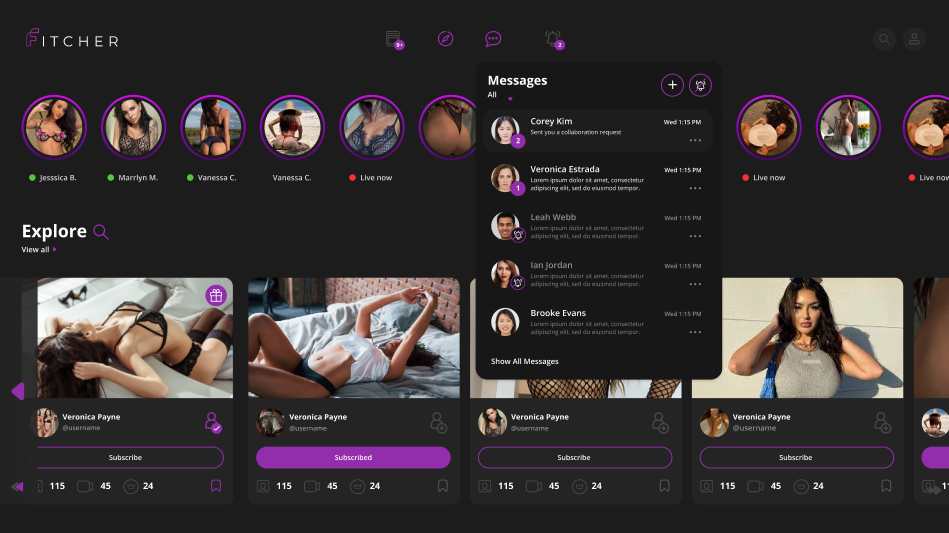 FITCHER
9+
2
Messages
All
Corey Kim
Wed 1:15 PM
Sent you a collaboration request
2
Veronica Estrada
Wed 1:15 PM
Lorem ipsum dolor sit amet, consectetur
adipiscing elit, sed do eiusmod tempor.
1
Leah Webb
Wed 1:15 PM
Lorem ipsum dolor sit amet, consectetur
adipiscing elit, sed do eiusmod tempor.
Ian Jordan
Wed 1:15 PM
Lorem ipsum dolor sit amet, consectetur
adipiscing elit, sed do eiusmod tempor.
Brooke Evans
Wed 1:15 PM
Lorem ipsum dolor sit amet, consectetur
adipiscing elit, sed do eiusmod tempor.
Show All Messages
Jesssica B.
Marrlyn M.
Vanessa C.
Vanessa C.
Live now
Live now
Live now
Explore
View all
Veronica Payne
@username
Subscribe
115 45 24
Veronica Payne
@username
Subscribed
115 45 24
Veronica Payne
@username
Subscribe
115 45 24
Veronica Payne
@username
Subscribe
115 45 24